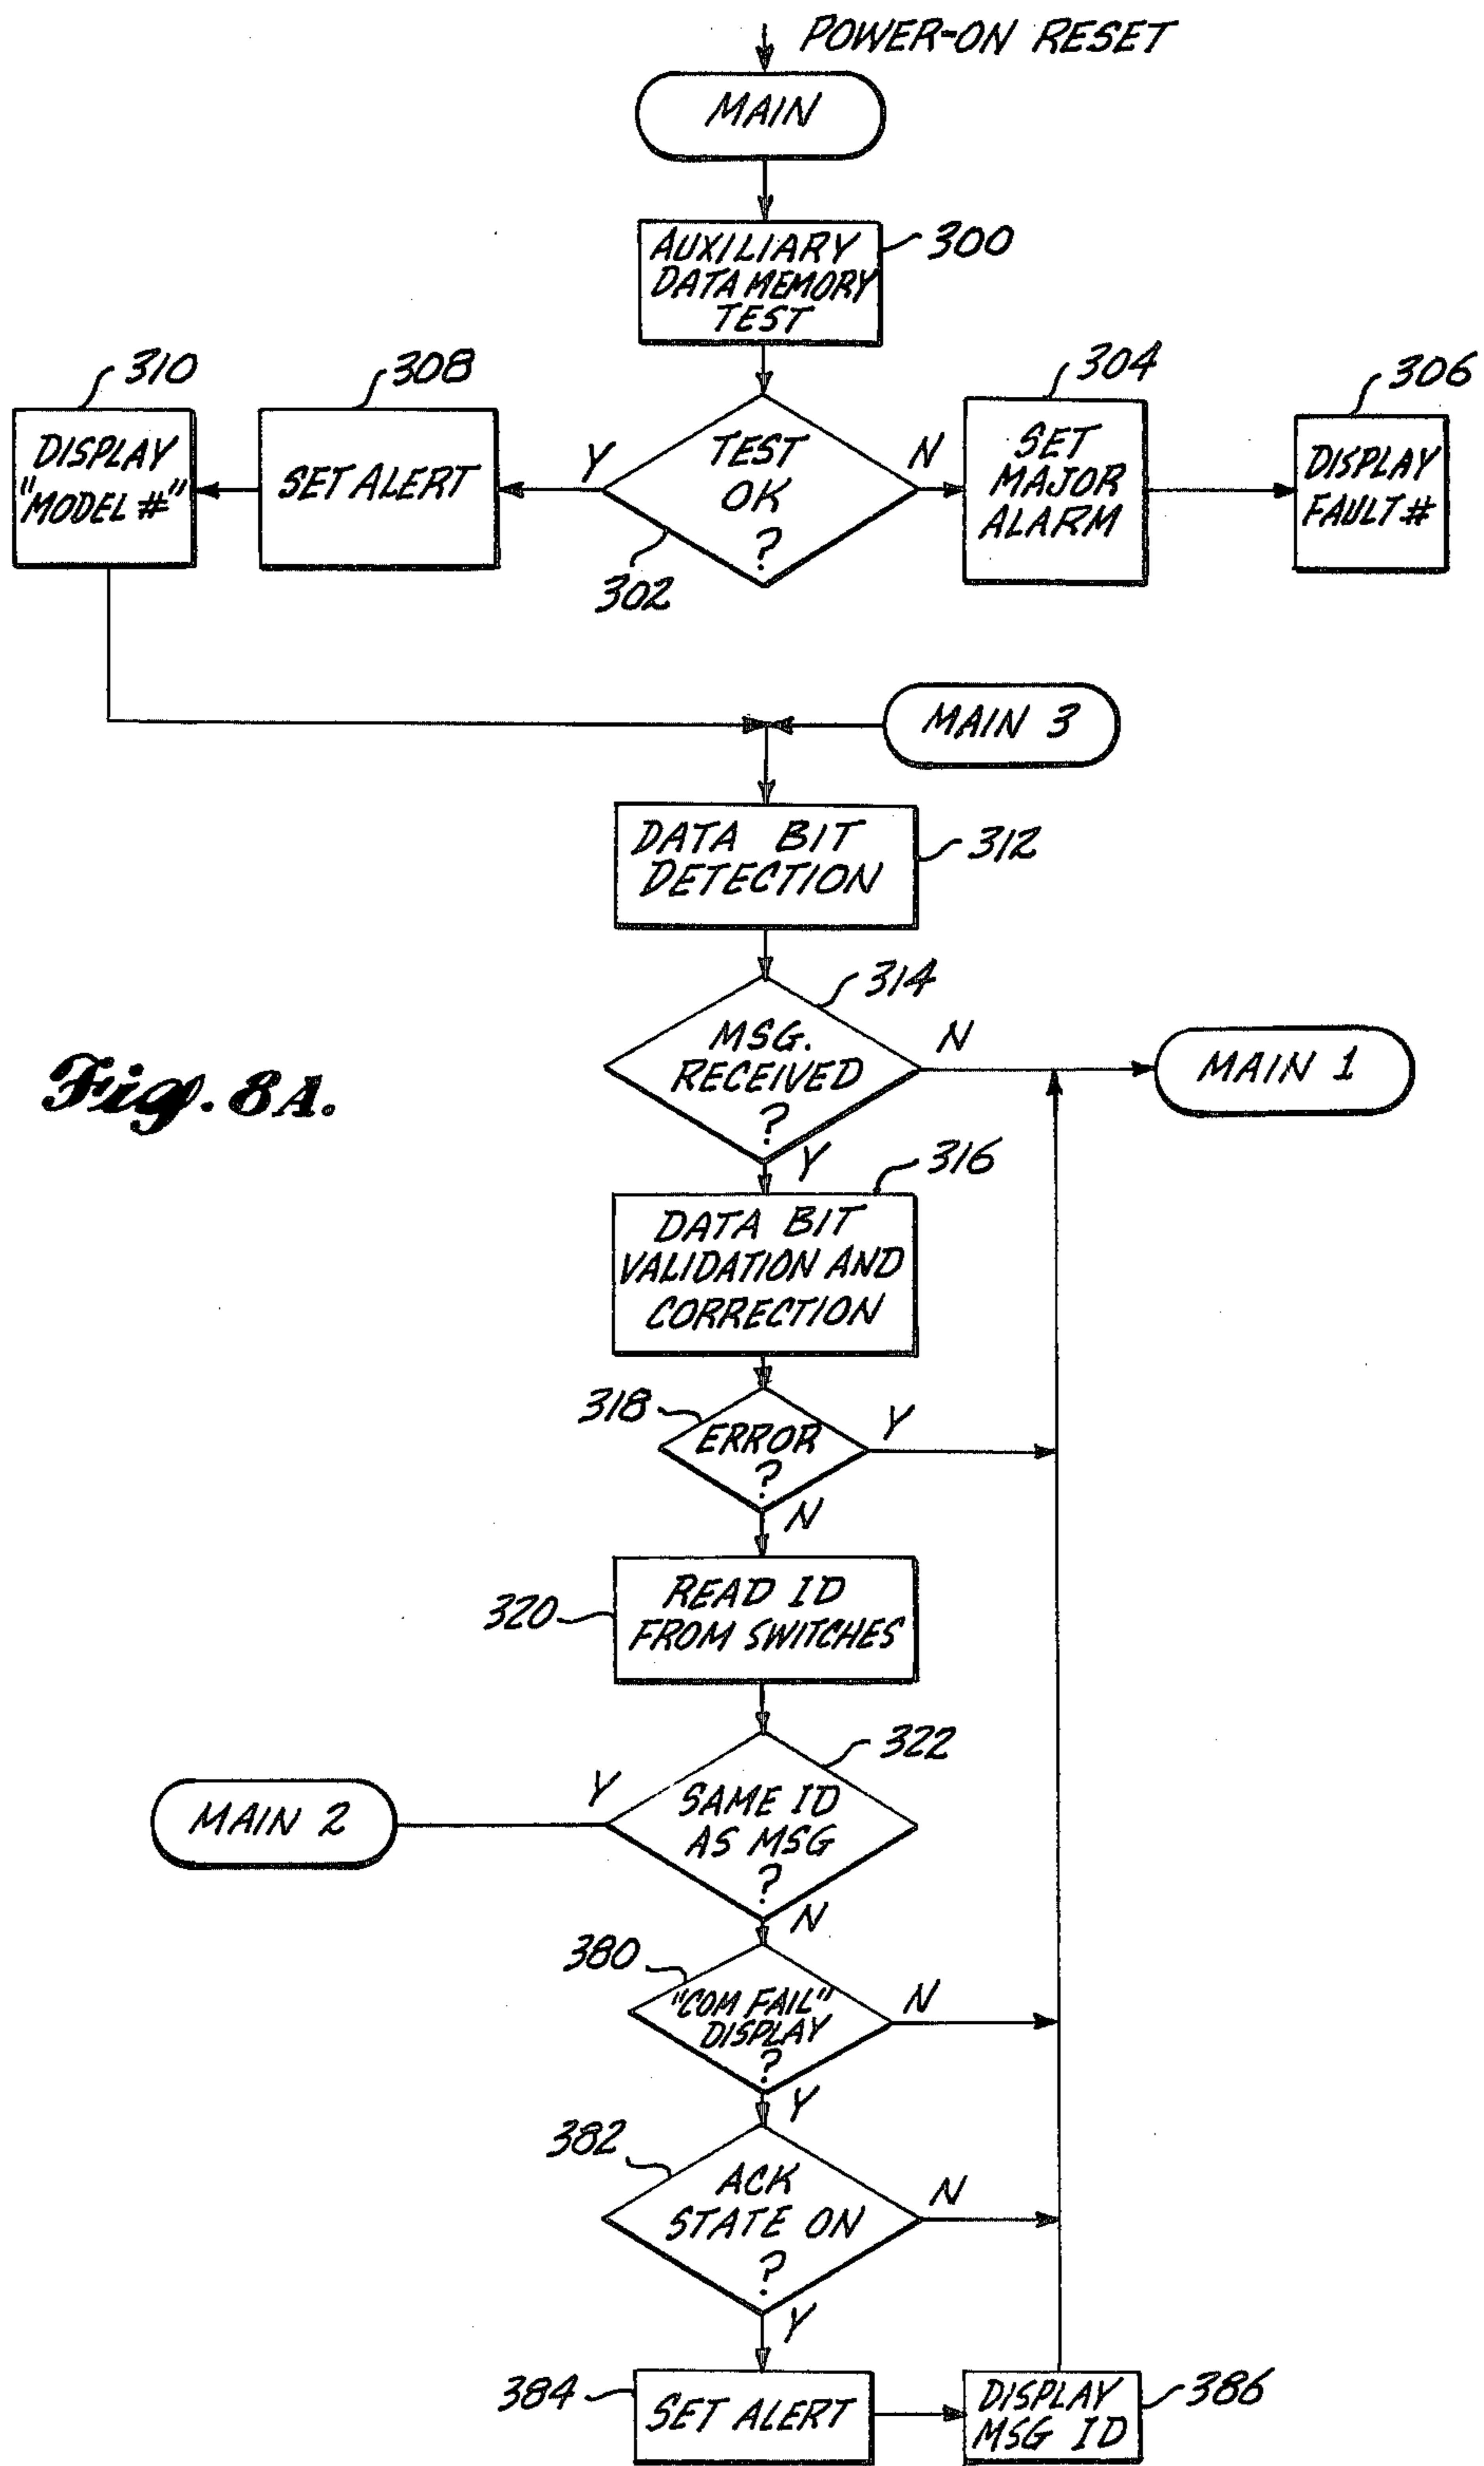 POWER-ON RESET
MAIN
AUXILIARY
DATA MEMORY
TEST
300
310
308
304
306
DISPLAY
"MODEL #"
SET ALERT
Y
TEST
OK
?
N
SET
MAJOR
ALARM
DISPLAY
FAULT #
302
MAIN 3
DATA BIT
DETECTION
312
314
MSG.
RECEIVED
?
N
MAIN 1
Fig. 8A.
Y
316
DATA BIT
VALIDATION AND
CORRECTION
318
ERROR
?
Y
N
READ ID
FROM SWITCHES
320
322
MAIN 2
Y
SAME ID
AS MSG
?
N
380
"COM FAIL"
DISPLAY
?
N
Y
382
ACK
STATE ON
?
N
Y
384
SET ALERT
DISPLAY
MSG ID
386